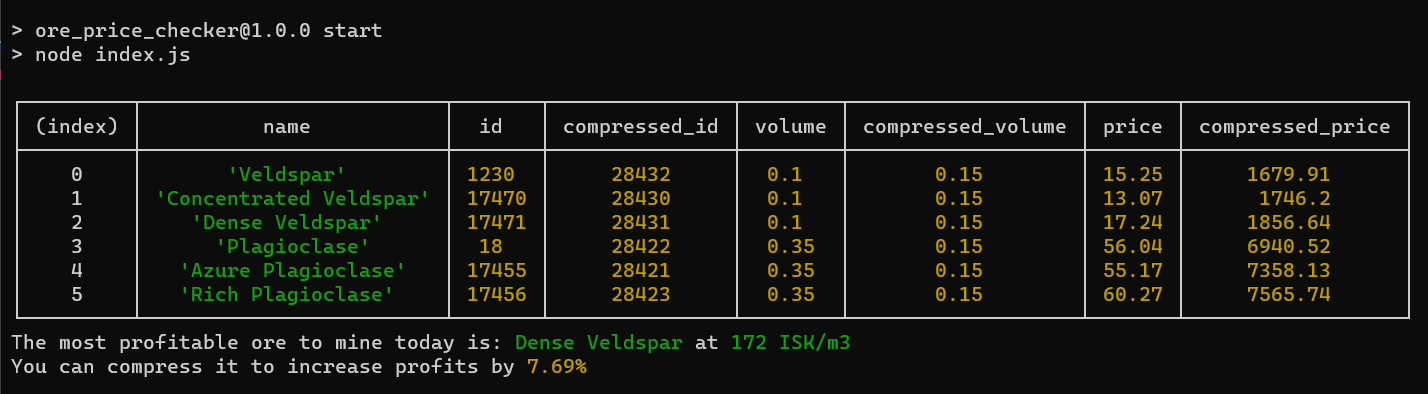 > ore_price_checker@1.0.0 start
> node index.js
(index) name id compressed_id volume compressed_volume price compressed_price
0 'Veldspar' 1230 28432 0.1 0.15 15.25 1679.91
1 'Concentrated Veldspar' 17470 28430 0.1 0.15 13.07 1746.2
2 'Dense Veldspar' 17471 28431 0.1 0.15 17.24 1856.64
3 'Plagioclase' 18 28422 0.35 0.15 56.04 6940.52
4 'Azure Plagioclase' 17455 28421 0.35 0.15 55.17 7358.13
5 'Rich Plagioclase' 17456 28423 0.35 0.15 60.27 7565.74
The most profitable ore to mine today is: Dense Veldspar at 172 ISK/m3
You can compress it to increase profits by 7.69%